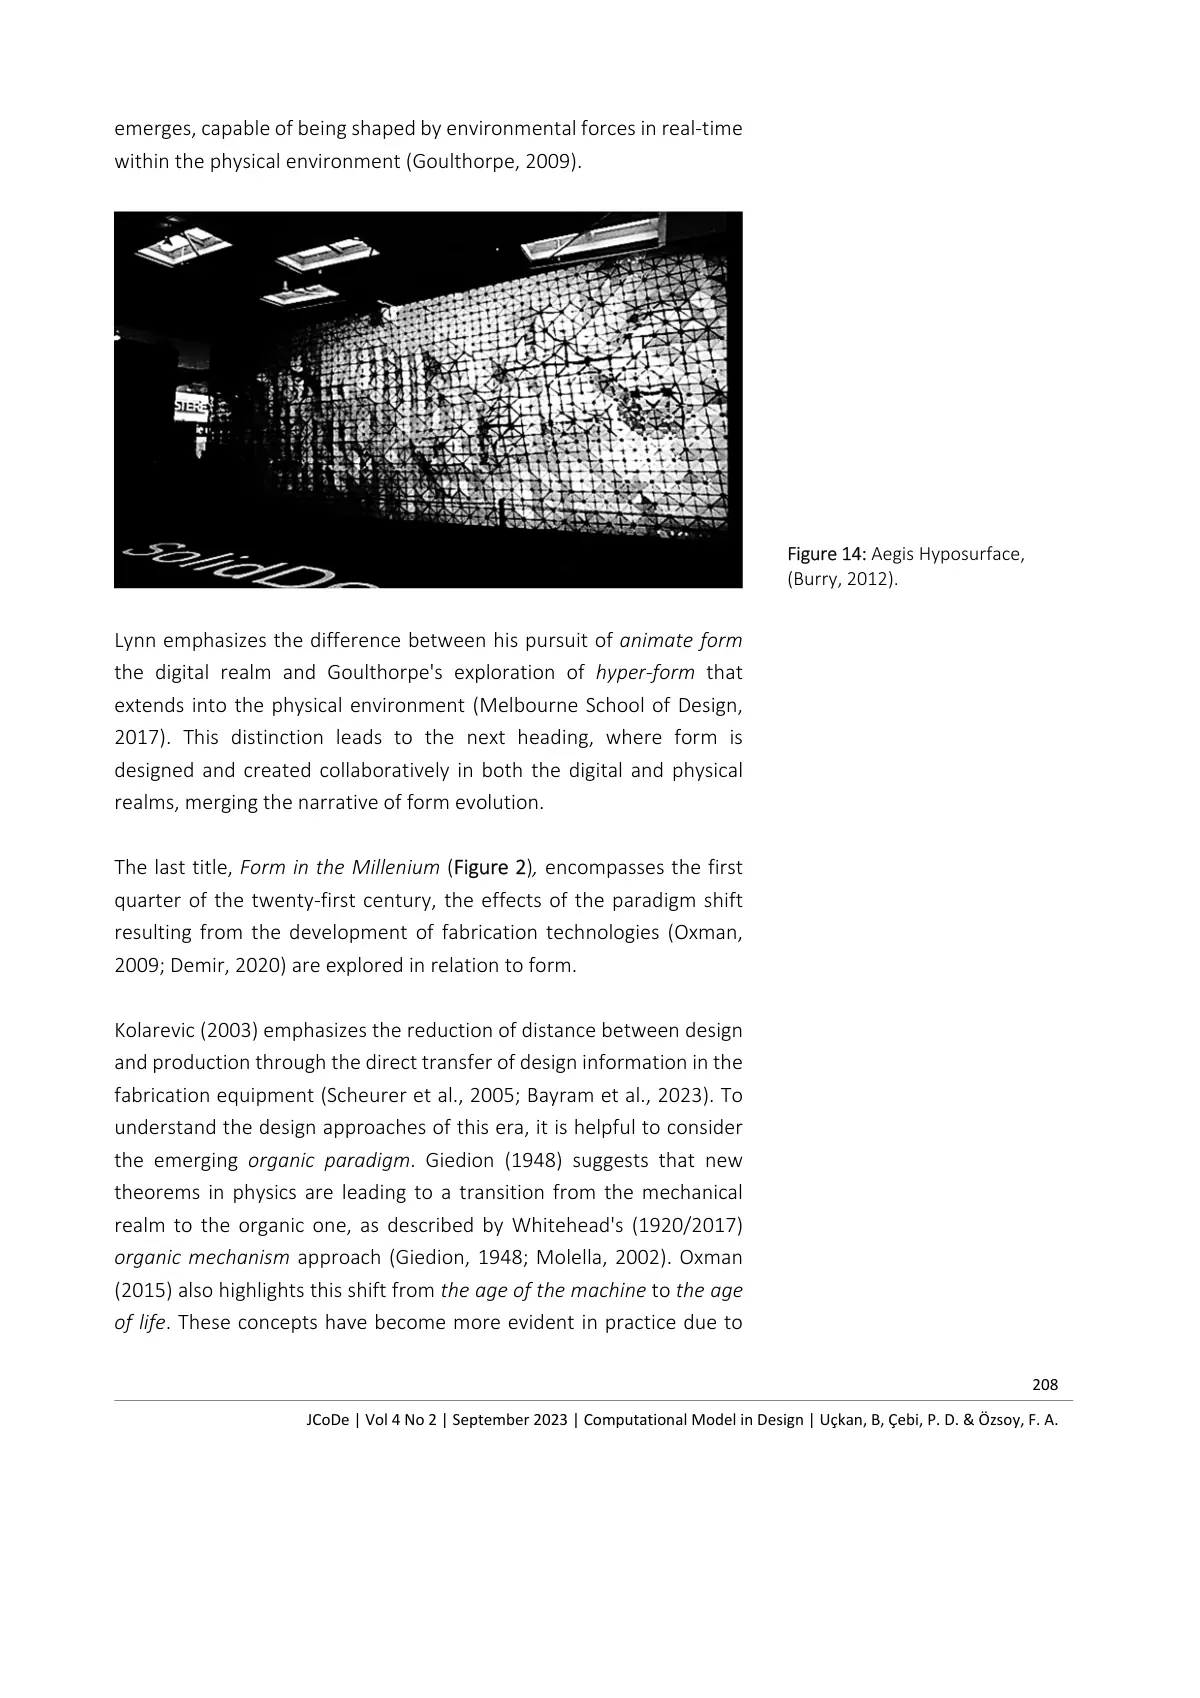 emerges, capable of being shaped by environmental forces in real-time
within the physical environment (Goulthorpe, 2009).
STERE
SolidD
Figure 14: Aegis Hyposurface,
(Burry, 2012).
Lynn emphasizes the difference between his pursuit of animate form
the digital realm and Goulthorpe's exploration of hyper-form that
extends into the physical environment (Melbourne School of Design,
2017). This distinction leads to the next heading, where form is
designed and created collaboratively in both the digital and physical
realms, merging the narrative of form evolution.
The last title, Form in the Millenium (Figure 2), encompasses the first
quarter of the twenty-first century, the effects of the paradigm shift
resulting from the development of fabrication technologies (Oxman,
2009; Demir, 2020) are explored in relation to form.
Kolarevic (2003) emphasizes the reduction of distance between design
and production through the direct transfer of design information in the
fabrication equipment (Scheurer et al., 2005; Bayram et al., 2023). To
understand the design approaches of this era, it is helpful to consider
the emerging organic paradigm. Giedion (1948) suggests that new
theorems in physics are leading to a transition from the mechanical
realm to the organic one, as described by Whitehead's (1920/2017)
organic mechanism approach (Giedion, 1948; Molella, 2002). Oxman
(2015) also highlights this shift from the age of the machine to the age
of life. These concepts have become more evident in practice due to
208
JCoDe | Vol 4 No 2 | September 2023 | Computational Model in Design | Uçkan, B, Çebi, P. D. & Özsoy, F. A.